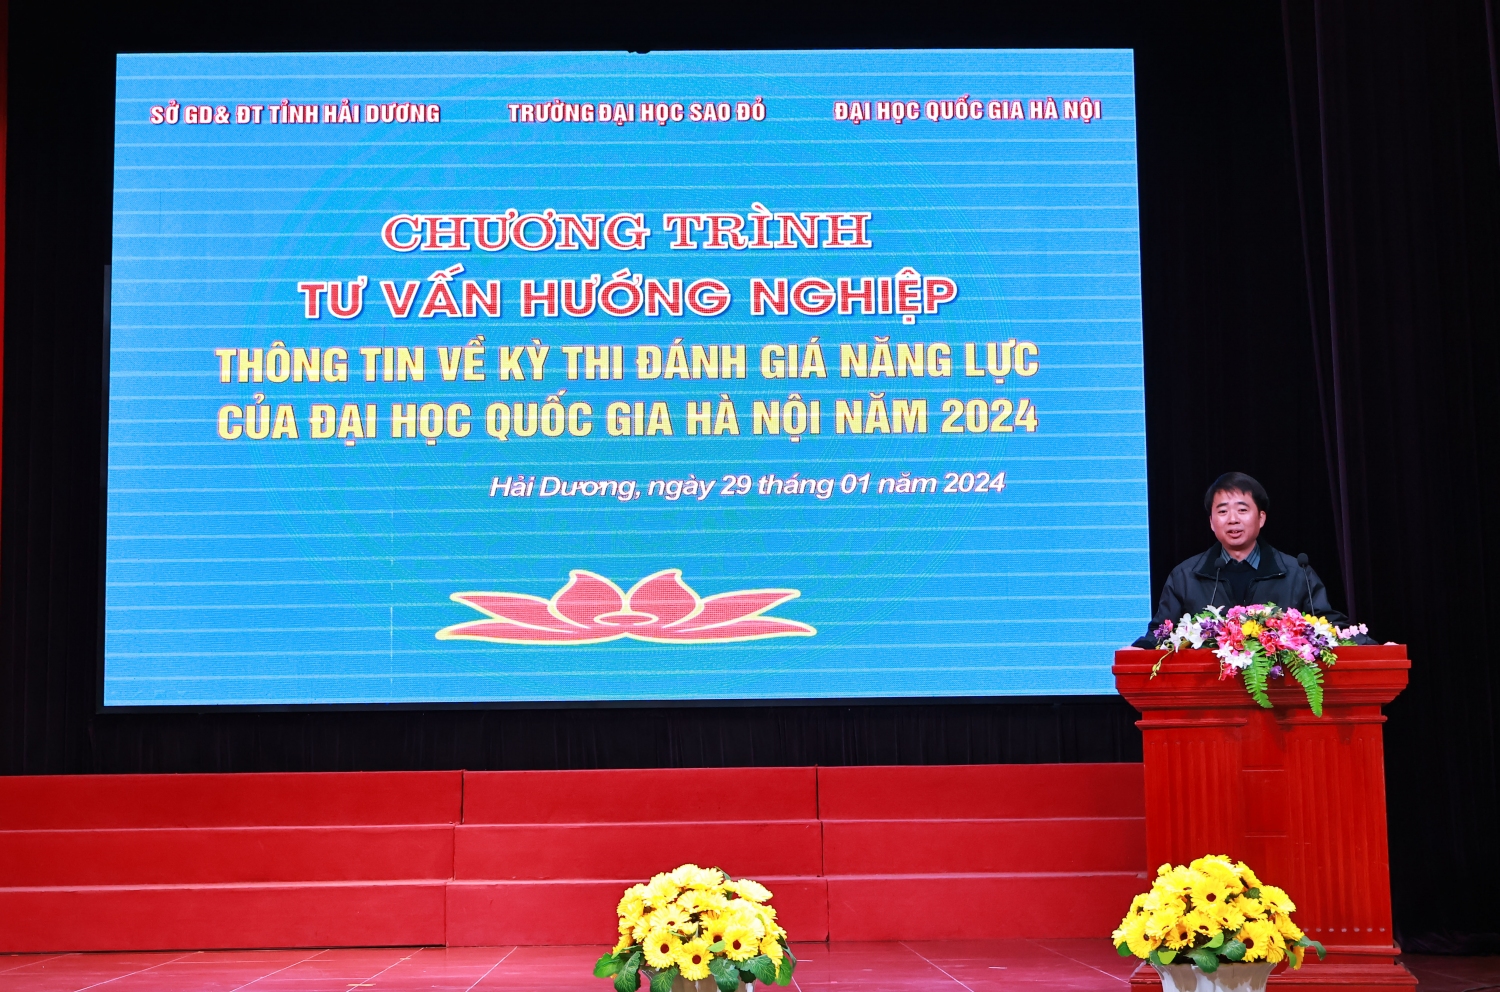 SỞ GD& ĐT TỈNH HẢI DƯƠNG TRƯỜNG ĐẠI HỌC SAO ĐỎ ĐẠI HỌC QUỐC GIA HÀ NỘI
CHƯƠNG TRÌNH
TƯ VẤN HƯỚNG NGHIỆP
THÔNG TIN VỀ KỲ THI ĐÁNH GIÁ NĂNG LỰC
CỦA ĐẠI HỌC QUỐC GIA HÀ NỘI NĂM 2024
Hải Dương, ngày 29 tháng 01 năm 2024